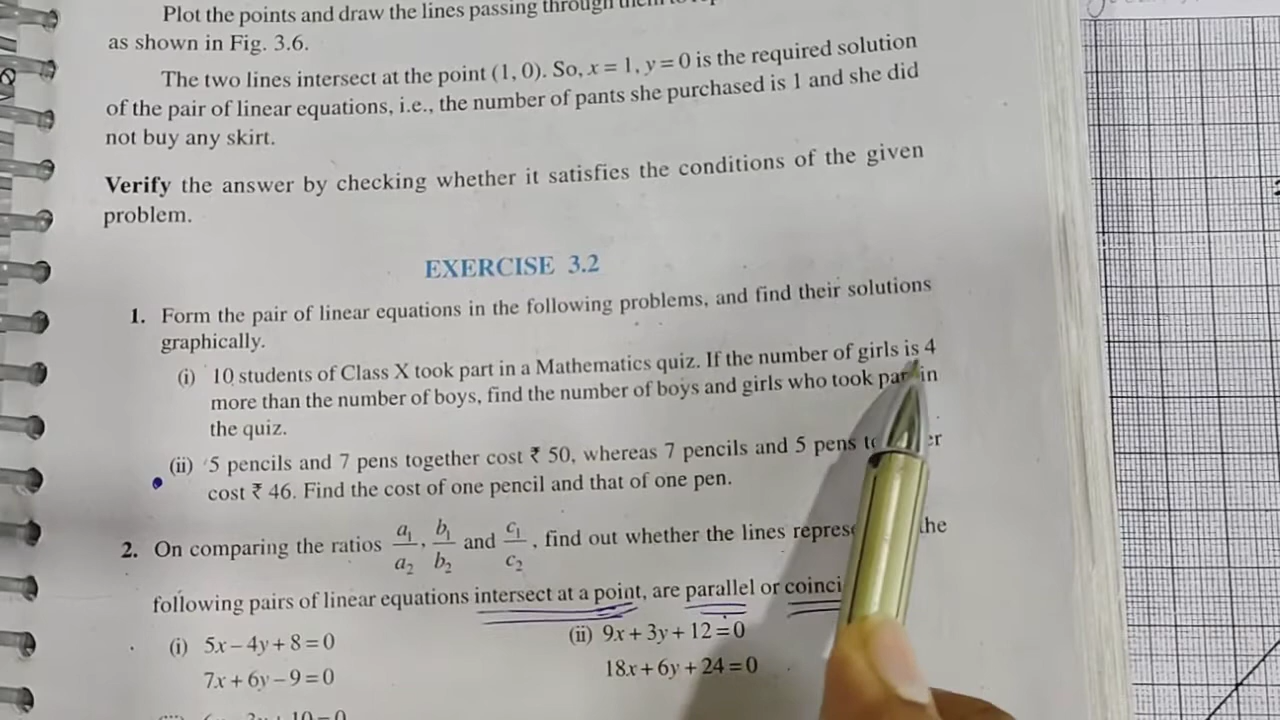 Plot the points and draw the lines passing through
as shown in Fig. 3.6.
The two lines intersect at the point (1, 0). So, x = 1, y = 0 is the required solution
of the pair of linear equations, i.e., the number of pants she purchased is 1 and she did
not buy any skirt.
Verify the answer by checking whether it satisfies the conditions of the given
problem.
EXERCISE 3.2
1. Form the pair of linear equations in the following problems, and find their solutions
graphically.
(i) 10 students of Class X took part in a Mathematics quiz. If the number of girls is 4
more than the number of boys, find the number of boys and girls who took part in
the quiz.
(ii) 5 pencils and 7 pens together cost ₹ 50, whereas 7 pencils and 5 pens
cost ₹ 46. Find the cost of one pencil and that of one pen.
2. On comparing the ratios a₁/a₂, b₁/b₂ and c₁/c₂, find out whether the lines the
following pairs of linear equations intersect at a point, are parallel or
(i) 5x – 4y + 8 = 0 (ii) 9x + 3y + 12 = 0
7x + 6y – 9 = 0 18x + 6y + 24 = 0